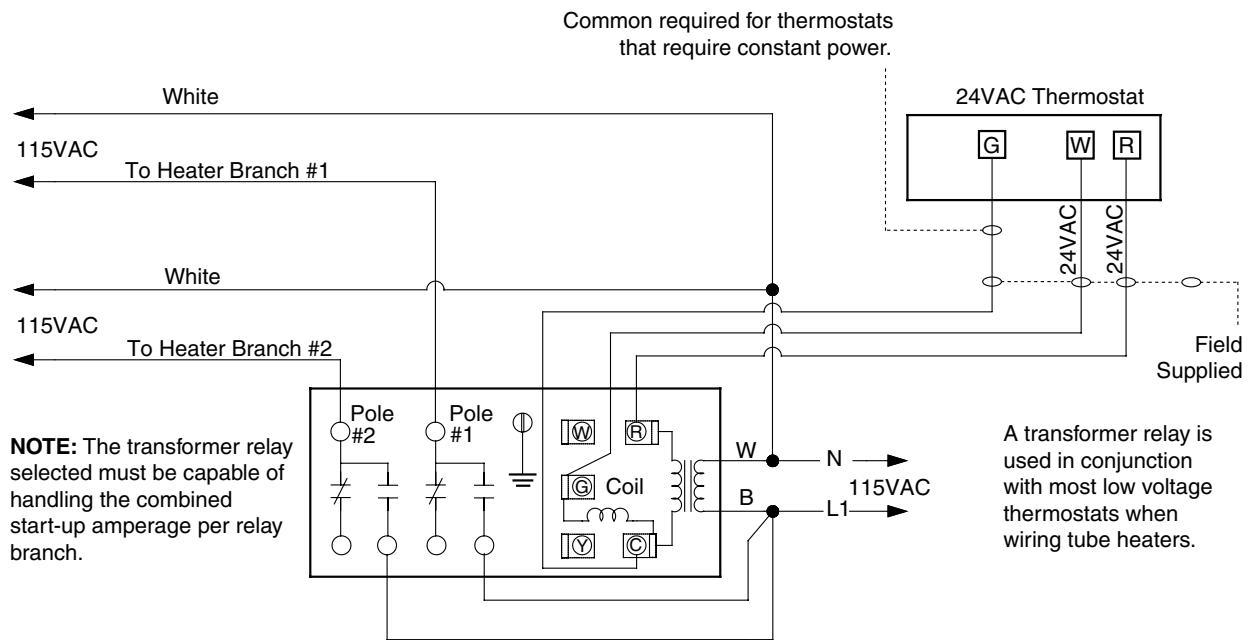 Common required for thermostats
that require constant power.
White
24VAC Thermostat
115VAC
G
W
R
To Heater Branch #1
24VAC
24VAC
White
115VAC
To Heater Branch #2
Field
Supplied
Pole
#2
Pole
#1
W
R
G
Coil
Y
C
W
N
115VAC
B
L1
NOTE: The transformer relay
selected must be capable of
handling the combined
start-up amperage per relay
branch.
A transformer relay is
used in conjunction
with most low voltage
thermostats when
wiring tube heaters.